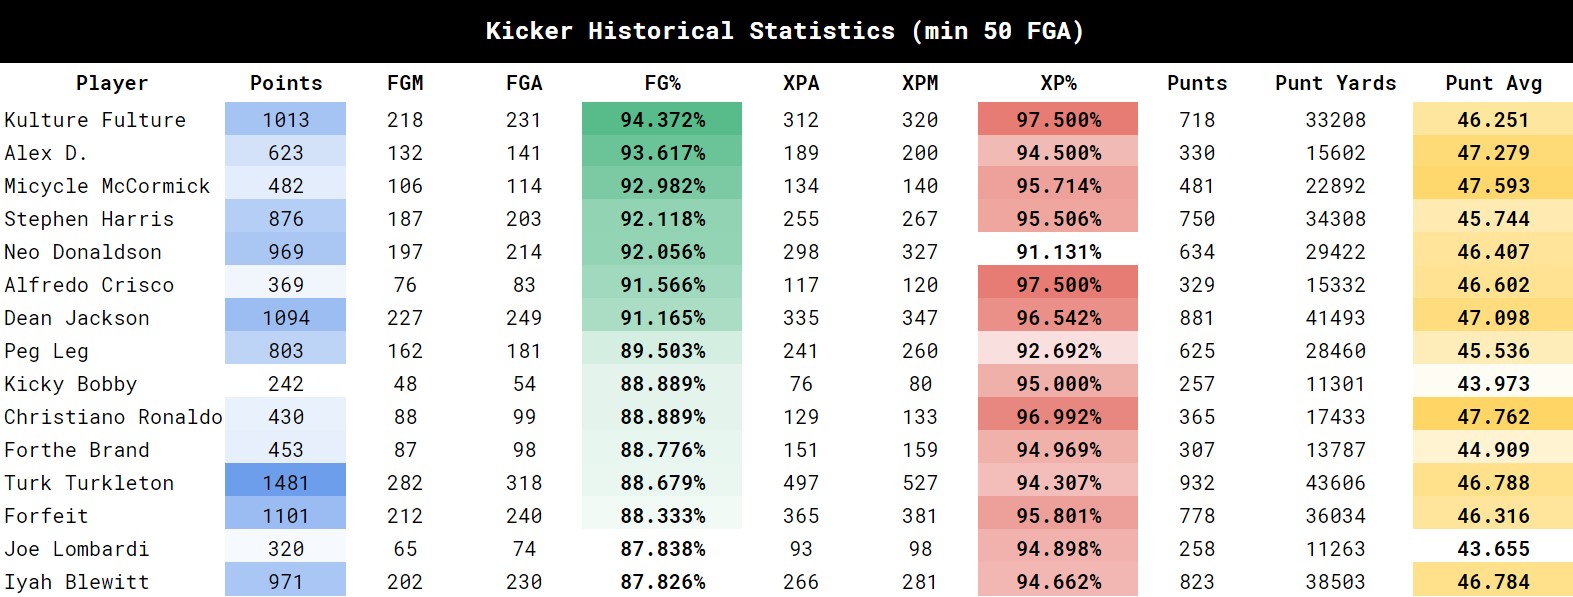 Kicker Historical Statistics (min 50 FGA)
Player Points FGM FGA FG% XPA XPM XP% Punts Punt Yards Punt Avg
Kulture Fulture 1013 218 231 94.372% 312 320 97.500% 718 33208 46.251
Alex D. 623 132 141 93.617% 189 200 94.500% 330 15602 47.279
Micycle McCormick 482 106 114 92.982% 134 140 95.714% 481 22892 47.593
Stephen Harris 876 187 203 92.118% 255 267 95.506% 750 34308 45.744
Neo Donaldson 969 197 214 92.056% 298 327 91.131% 634 29422 46.407
Alfredo Crisco 369 76 83 91.566% 117 120 97.500% 329 15332 46.602
Dean Jackson 1094 227 249 91.165% 335 347 96.542% 881 41493 47.098
Peg Leg 803 162 181 89.503% 241 260 92.692% 625 28460 45.536
Kicky Bobby 242 48 54 88.889% 76 80 95.000% 257 11301 43.973
Christiano Ronaldo 430 88 99 88.889% 129 133 96.992% 365 17433 47.762
Forthe Brand 453 87 98 88.776% 151 159 94.969% 307 13787 44.909
Turk Turkleton 1481 282 318 88.679% 497 527 94.307% 932 43606 46.788
Forfeit 1101 212 240 88.333% 365 381 95.801% 778 36034 46.316
Joe Lombardi 320 65 74 87.838% 93 98 94.898% 258 11263 43.655
Iyah Blewitt 971 202 230 87.826% 266 281 94.662% 823 38503 46.784